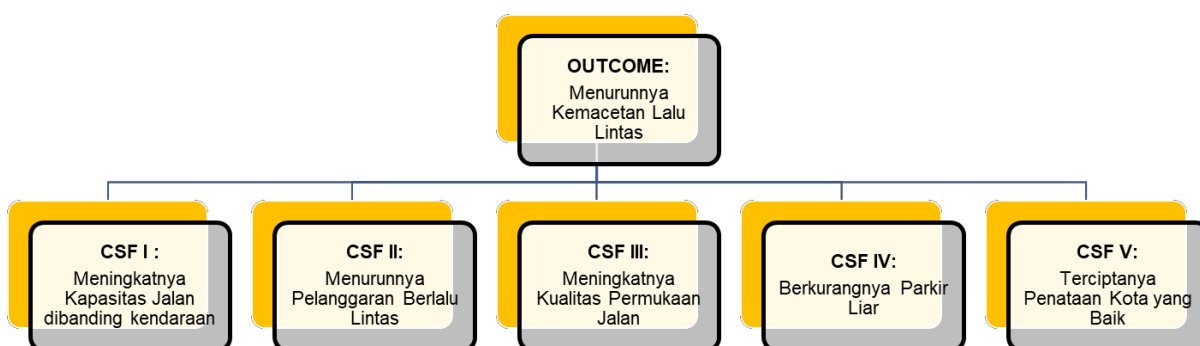 OUTCOME:
Menurunnya
Kemacetan Lalu
Lintas
CSF I :
Meningkatnya
Kapasitas Jalan
dibanding kendaraan
CSF II:
Menurunnya
Pelanggaran Berlalu
Lintas
CSF III:
Meningkatnya
Kualitas Permukaan
Jalan
CSF IV:
Berkurangnya Parkir
Liar
CSF V:
Terciptanya
Penataan Kota yang
Baik